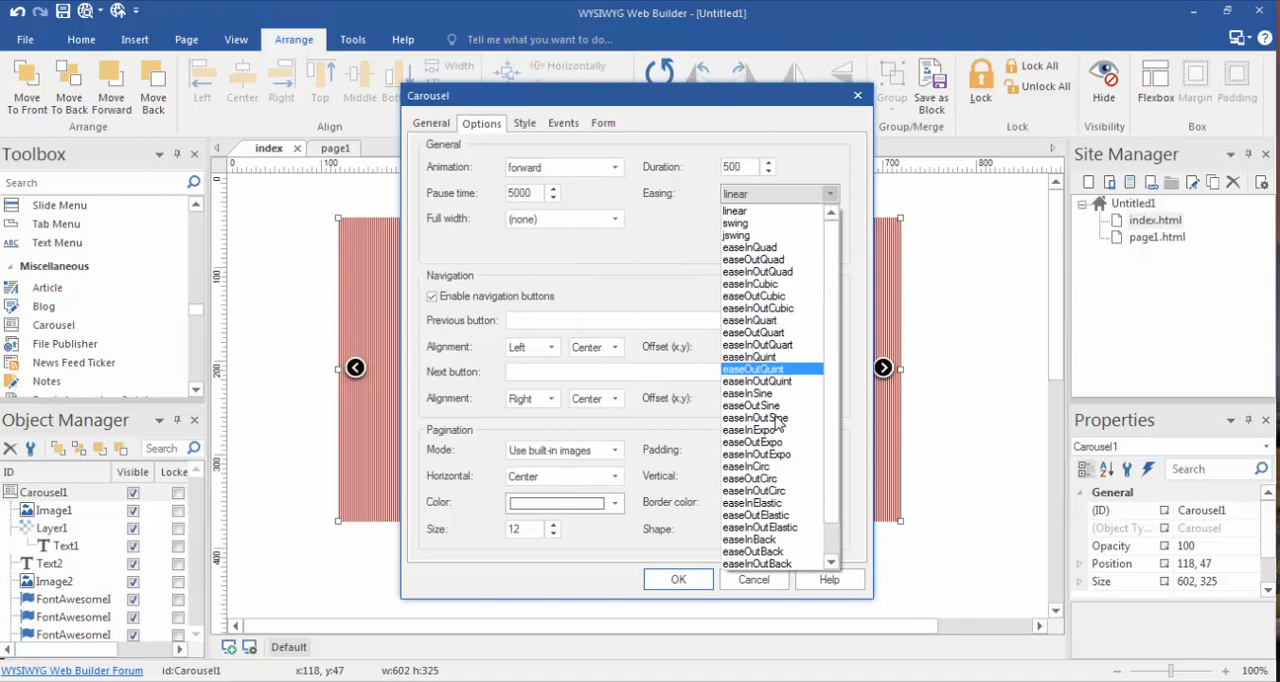 WYSIWYG Web Builder - [Untitled1]
File Home Insert Page View Arrange Tools Help Tell me what you want to do...
Move To Front
Move To Back
Move Forward
Move Back
Arrange
Left Center Right Top Middle
Align
Width
Horizontally
Group
Save as Block
Group/Merge
Lock
Lock All
Unlock All
Lock
Hide
Visibility
Flexbox Margin Padding
Box
Toolbox
Search
Slide Menu
Tab Menu
ABC Text Menu
Miscellaneous
Article
Blog
Carousel
File Publisher
News Feed Ticker
Notes
Object Manager
Search
ID Visible Locke
Carousel1
Image1
Layer1
Text1
Text2
Image2
FontAwesomeI
FontAwesomeI
FontAwesomeI
index page1
0 100 700 800
0
100
200
300
400
Carousel
General Options Style Events Form
General
Animation: forward Duration: 500
Pause time: 5000 Easing: linear
Full width: (none)
linear
swing
jswing
easeInQuad
easeOutQuad
easeInOutQuad
easeInCubic
easeOutCubic
easeInOutCubic
easeInQuart
easeOutQuart
easeInOutQuart
easeInQuint
easeOutQuint
easeInOutQuint
easeInSine
easeOutSine
easeInOutSine
easeInExpo
easeOutExpo
easeInOutExpo
easeInCirc
easeOutCirc
easeInOutCirc
easeInElastic
easeOutElastic
easeInOutElastic
easeInBack
easeOutBack
easeInOutBack
Navigation
Enable navigation buttons
Previous button:
Alignment: Left Center Offset (x,y):
Next button:
Alignment: Right Center Offset (x,y):
Pagination
Mode: Use built-in images Padding:
Horizontal: Center Vertical:
Color: Border color:
Size: 12 Shape:
OK Cancel Help
Site Manager
Untitled1
index.html
page1.html
Properties
Carousel1
Search
General
(ID) Carousel1
(Object Ty... Carousel
Opacity 100
Position 118, 47
Size 602, 325
Default
WYSIWYG Web Builder Forum id:Carousel1 x:118, y:47 w:602 h:325 100%